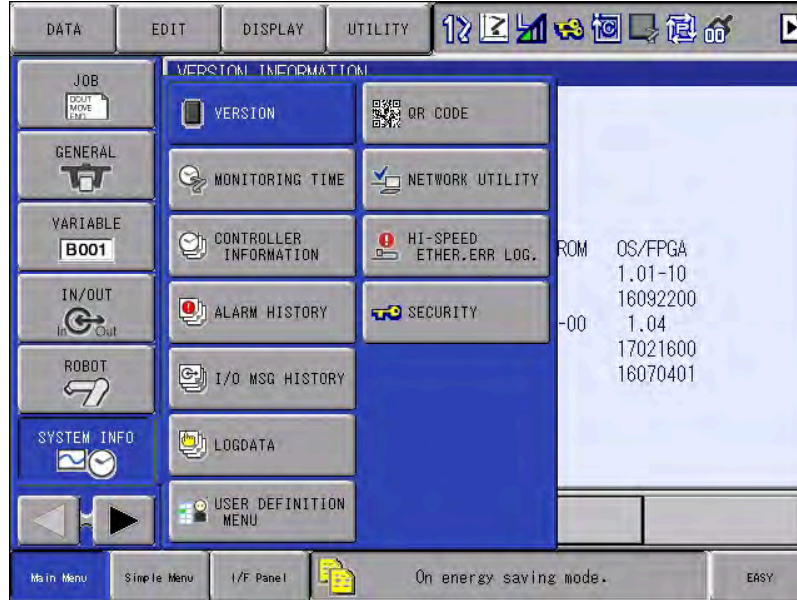 DATA
EDIT
DISPLAY
UTILITY
JOB
DOUT
MOVE
END
GENERAL
VARIABLE
B001
IN/OUT
In Out
ROBOT
SYSTEM INFO
VERSION INFORMATION
VERSION
QR CODE
MONITORING TIME
NETWORK UTILITY
CONTROLLER
INFORMATION
HI-SPEED
ETHER.ERR LOG.
ALARM HISTORY
SECURITY
I/O MSG HISTORY
LOGDATA
USER DEFINITION
MENU
ROM OS/FPGA
1.01-10
16092200
-00 1.04
17021600
16070401
Main Menu
Simple Menu
I/F Panel
On energy saving mode.
EASY